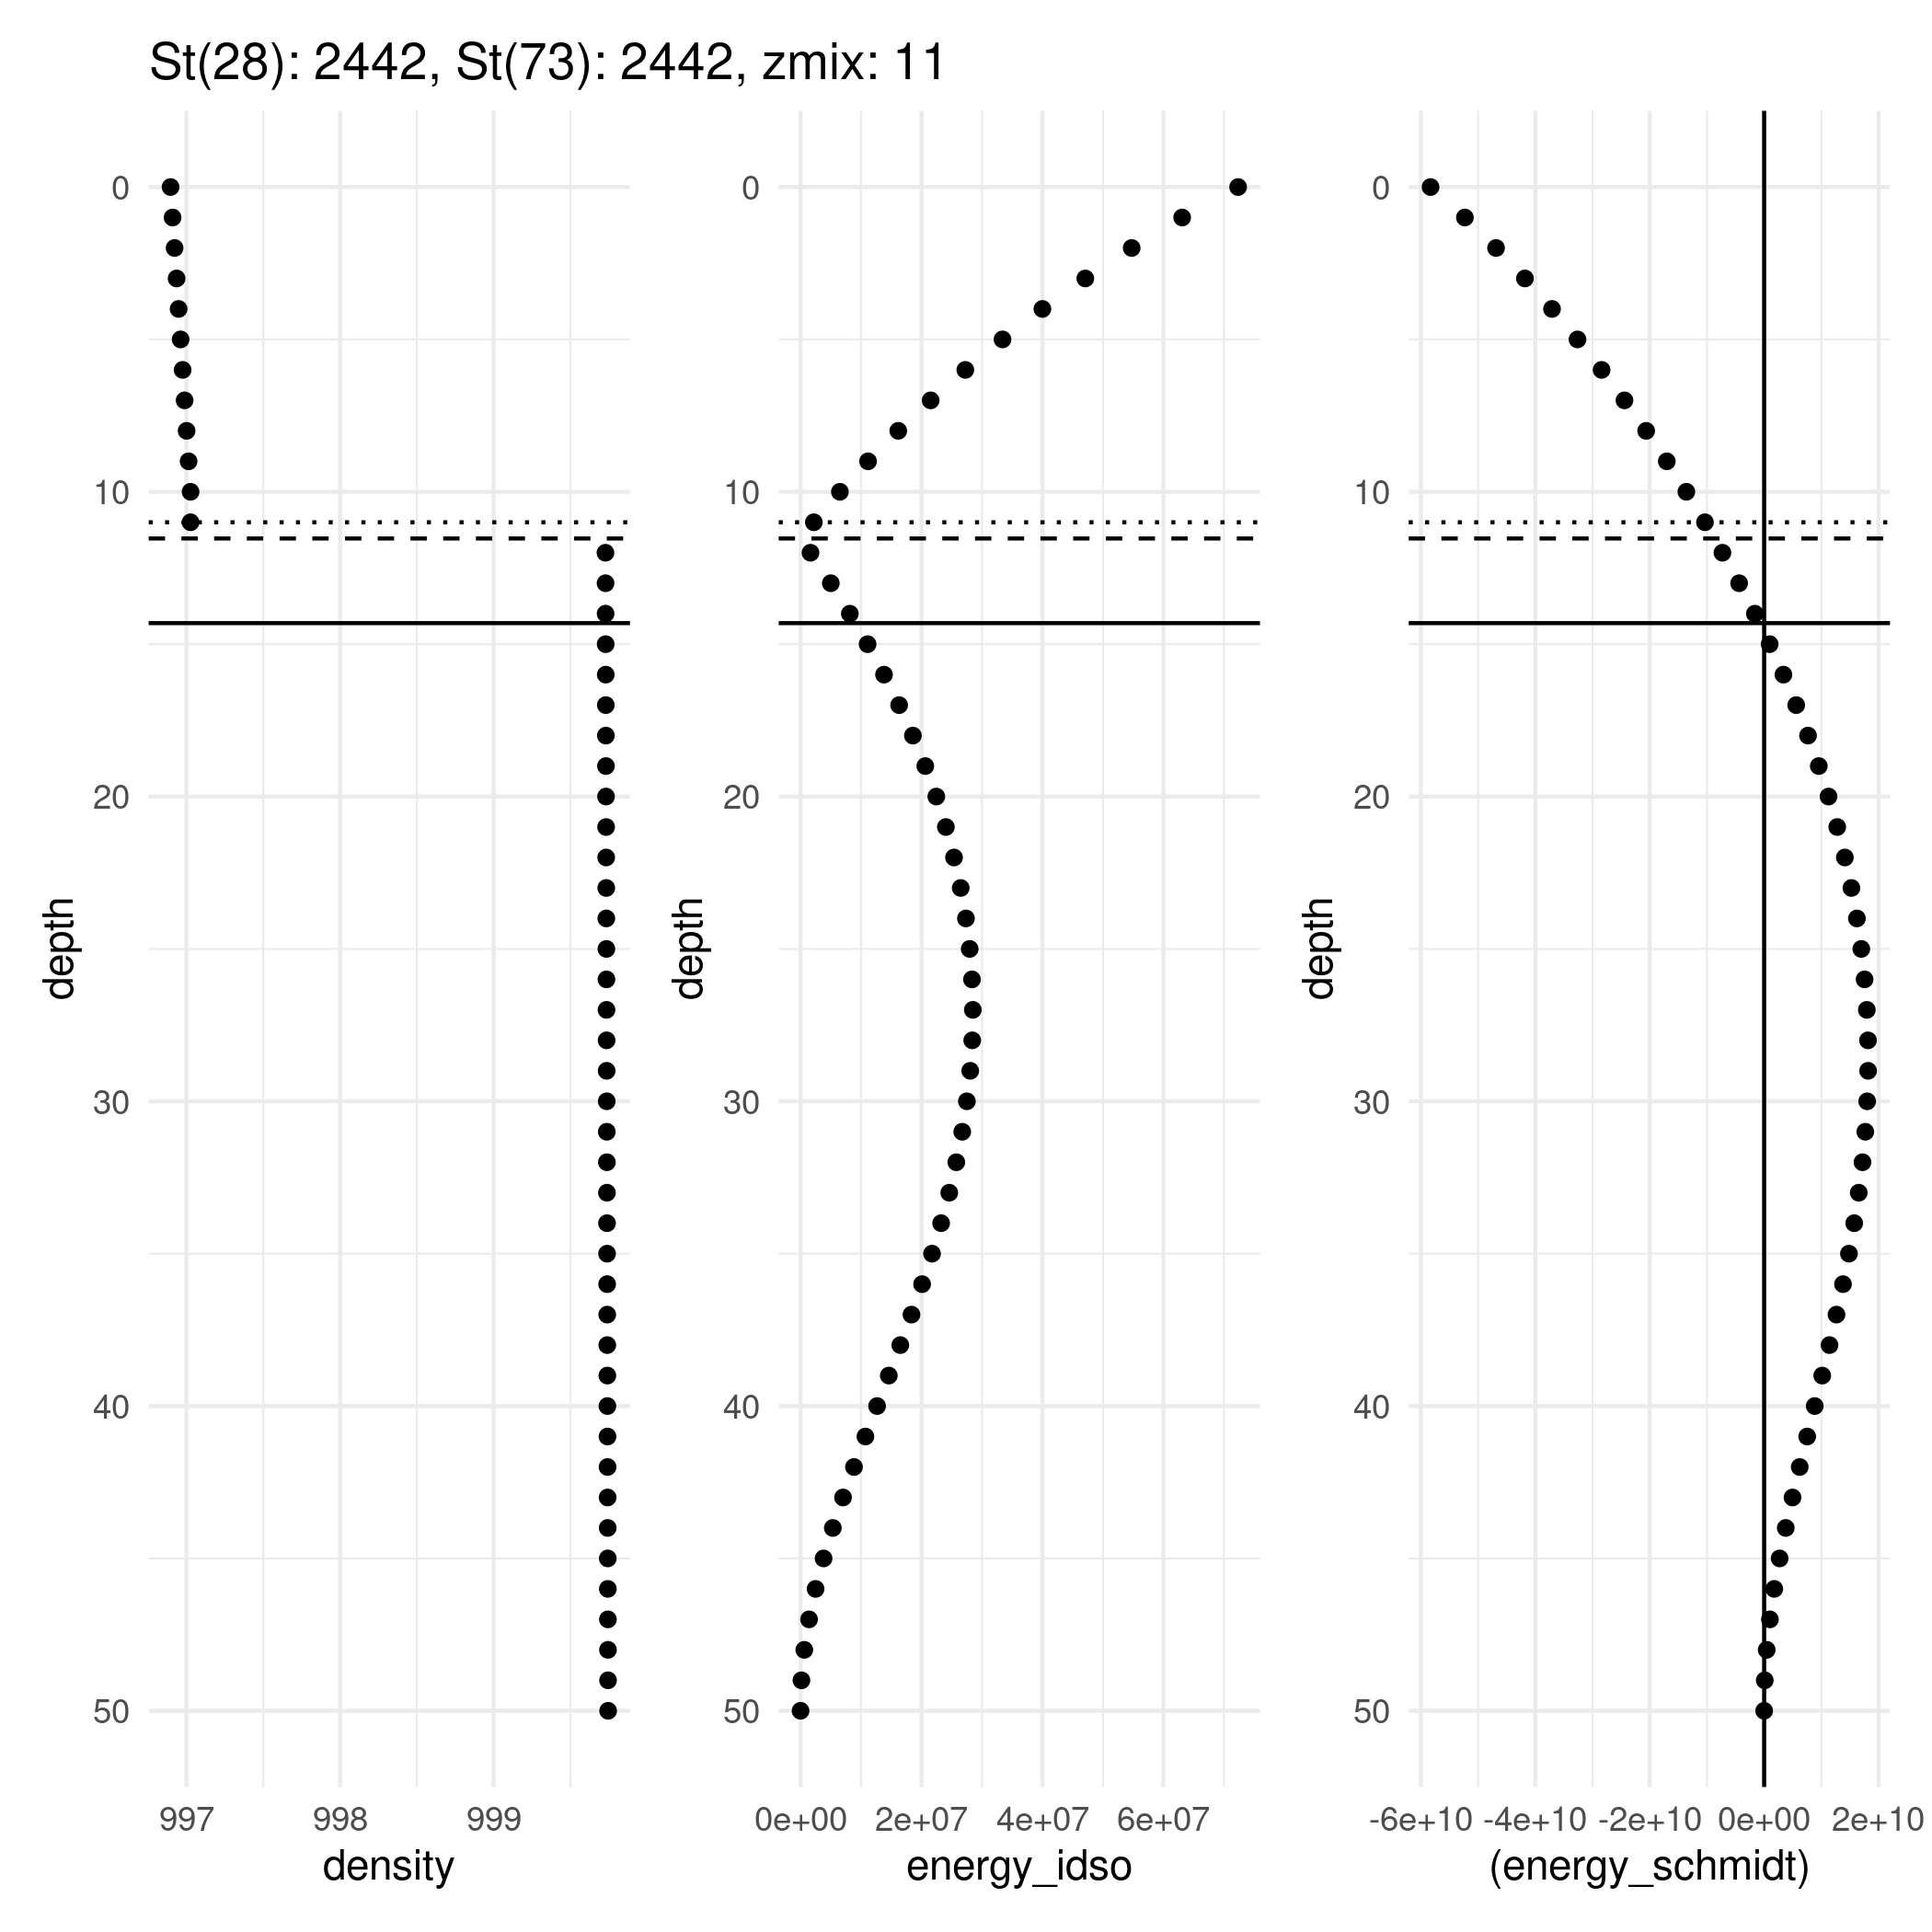 St(28): 2442, St(73): 2442, zmix: 11
0
10
20
30
40
50
depth
997 998 999
density
0
10
20
30
40
50
depth
0e+00 2e+07 4e+07 6e+07
energy_idso
0
10
20
30
40
50
depth
-6e+10 -4e+10 -2e+10 0e+00 2e+10
(energy_schmidt)